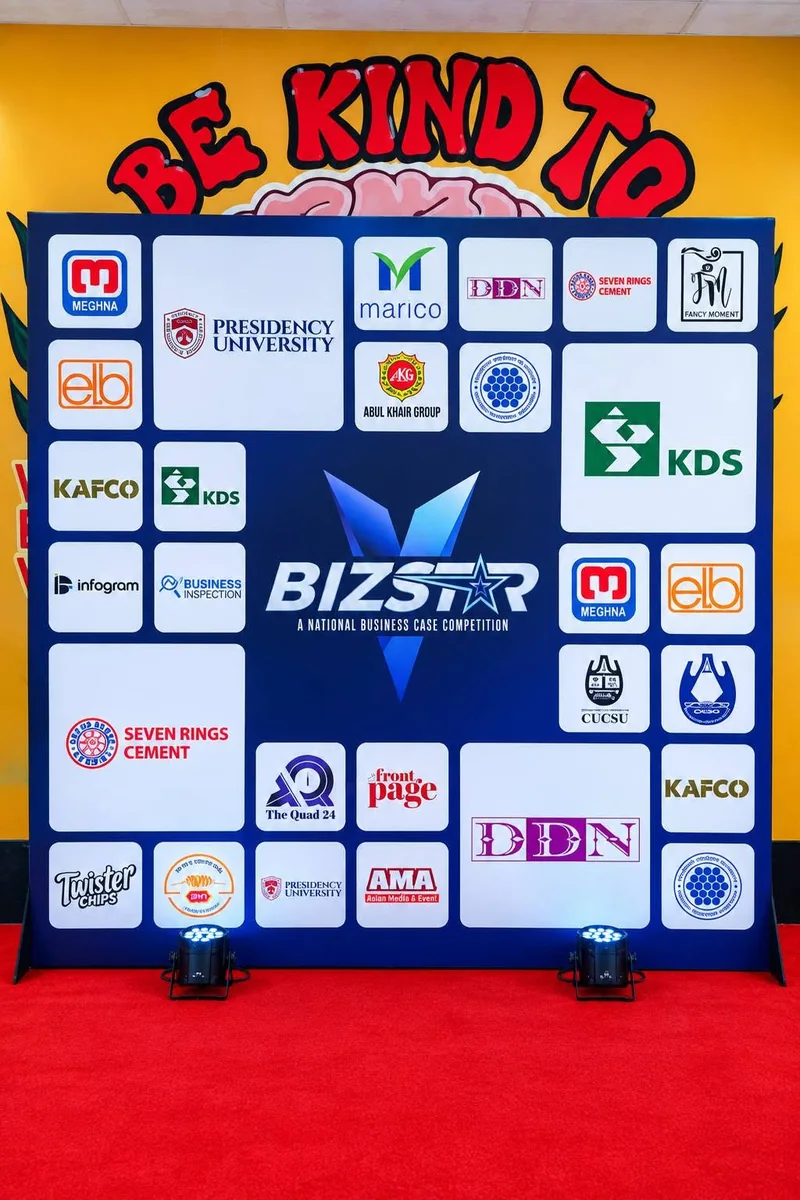 BE KIND TO
MEGHNA
PRESIDENCY
UNIVERSITY
marico
DDN
SEVEN RINGS
CEMENT
FM
FANCY MOMENT
elb
AKG
ABUL KHAIR GROUP
KDS
KAFCO
KDS
infogram
BUSINESS
INSPECTION
BIZSTAR
A NATIONAL BUSINESS CASE COMPETITION
MEGHNA
elb
CUCSU
SEVEN RINGS
CEMENT
The Quad 24
front
page
DDN
KAFCO
Twister
CHIPS
PRESIDENCY
UNIVERSITY
AMA
Asian Media & Event